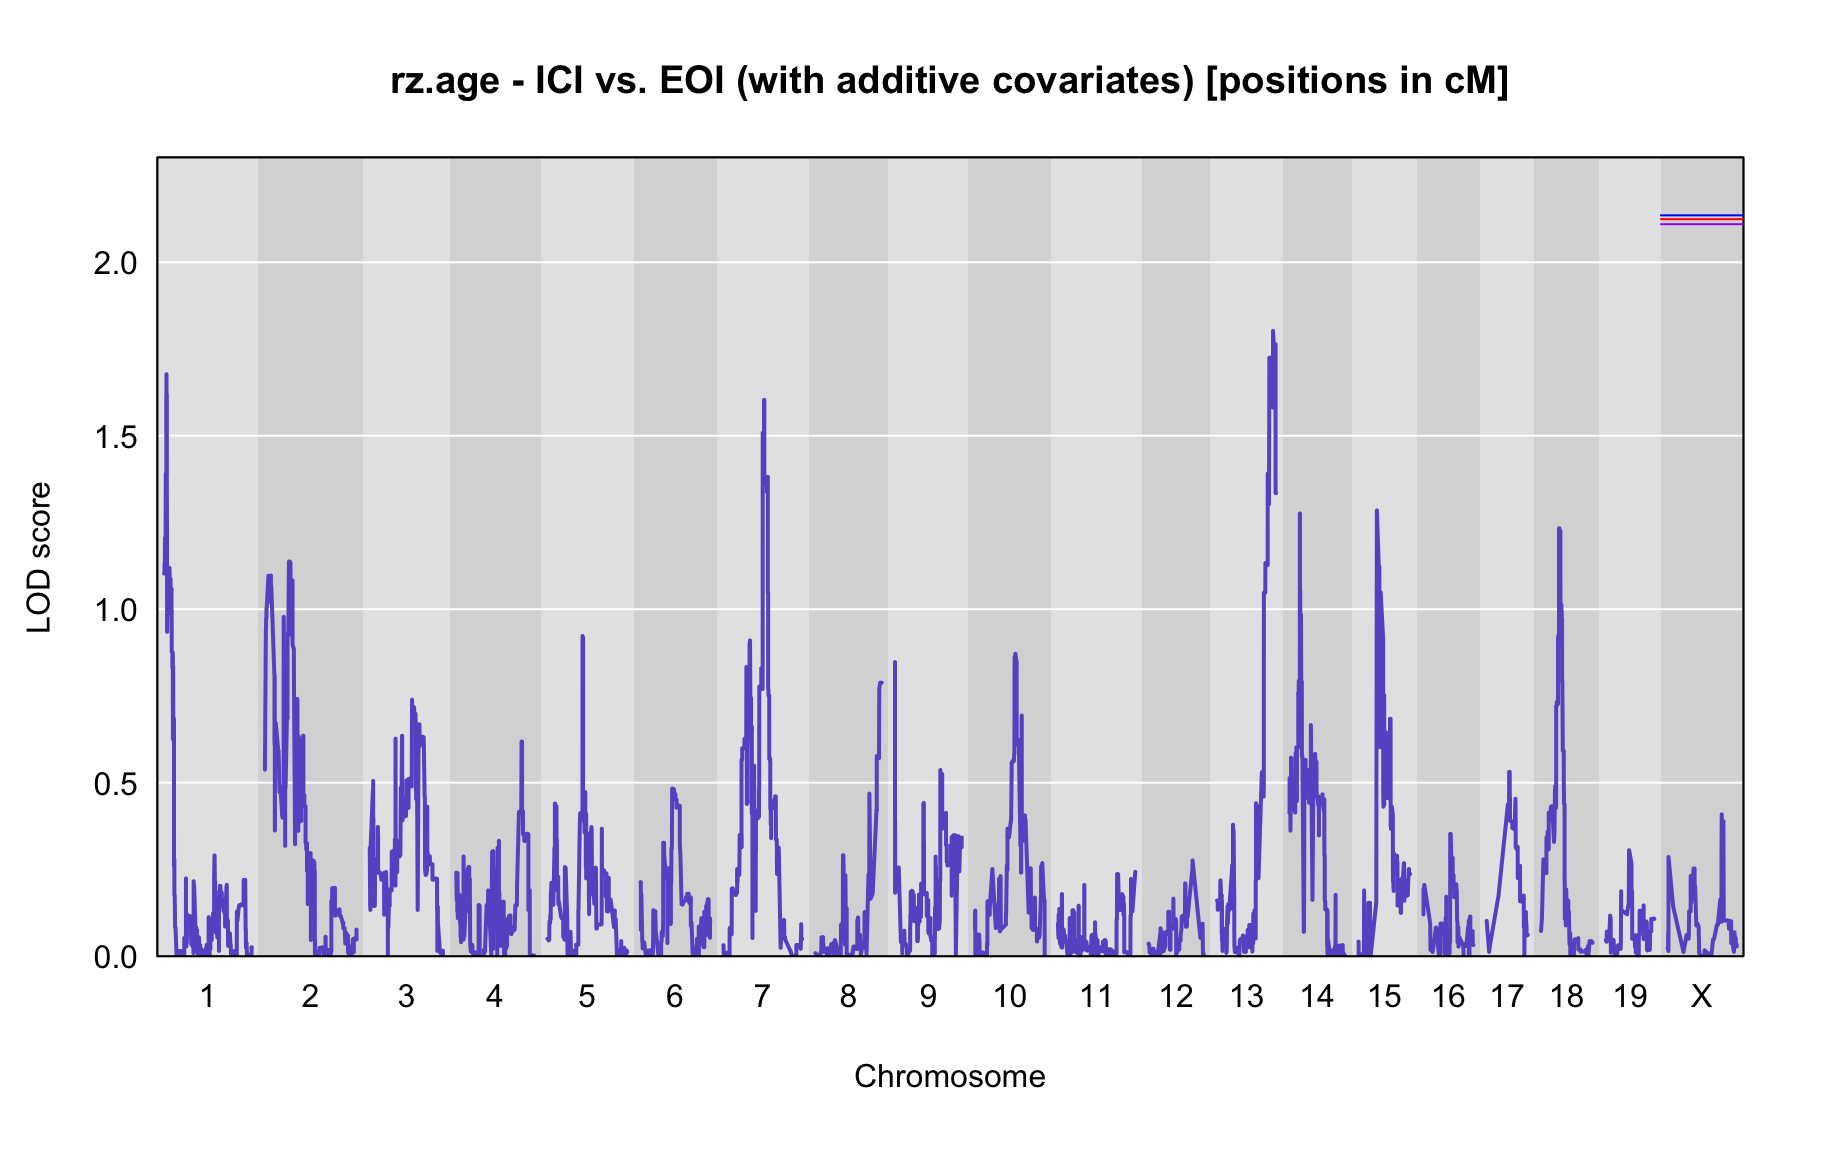 rz.age - ICI vs. EOI (with additive covariates) [positions in cM]
LOD score
2.0
1.5
1.0
0.5
0.0
1 2 3 4 5 6 7 8 9 10 11 12 13 14 15 16 17 18 19 X
Chromosome